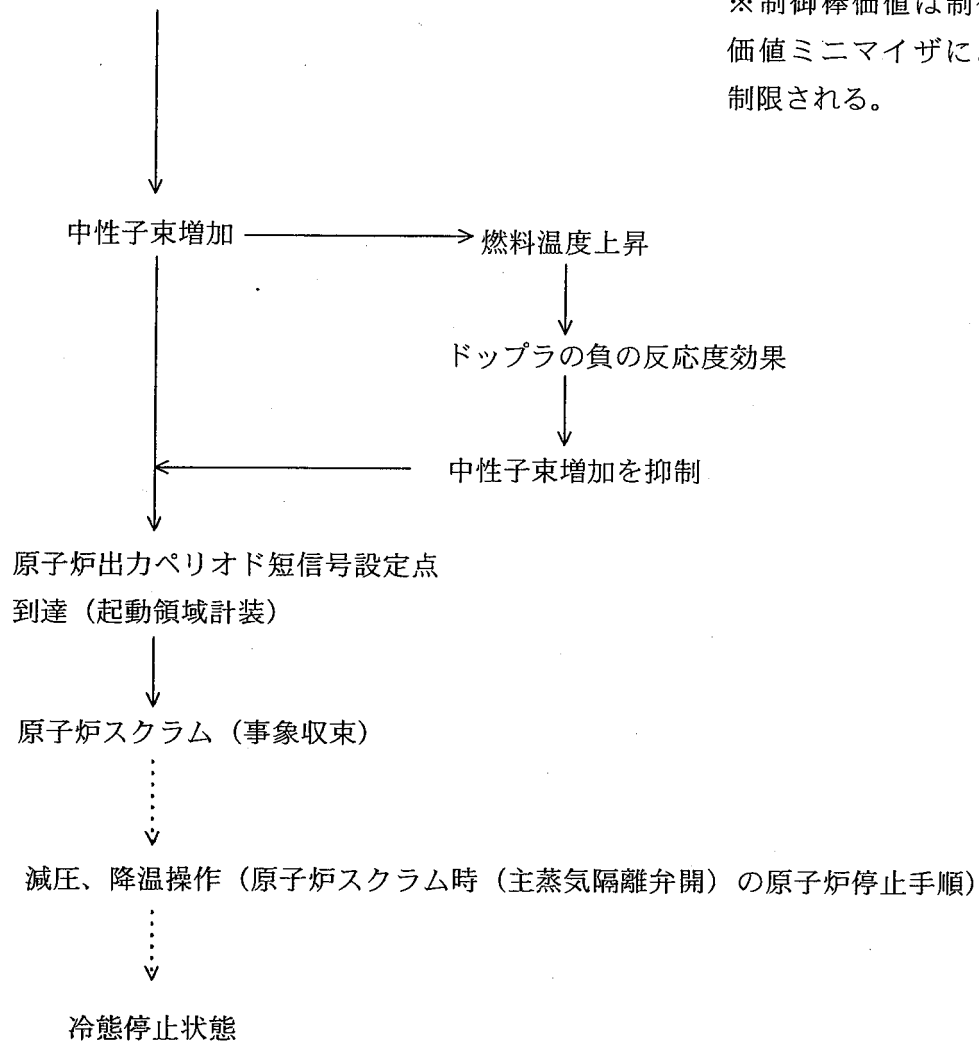 ※制御棒価値は制
価値ミニマイザに
制限される。
中性子束増加
燃料温度上昇
ドップラの負の反応度効果
中性子束増加を抑制
原子炉出力ペリオド短信号設定点
到達（起動領域計装）
原子炉スクラム（事象収束）
減圧、降温操作（原子炉スクラム時（主蒸気隔離弁開）の原子炉停止手順）
冷態停止状態